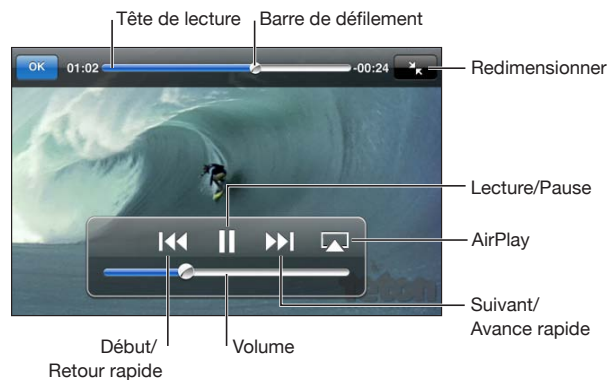 Tête de lecture
Barre de défilement
OK
01:02
-00:24
Redimensionner
Lecture/Pause
AirPlay
Suivant/
Avance rapide
Début/
Retour rapide
Volume